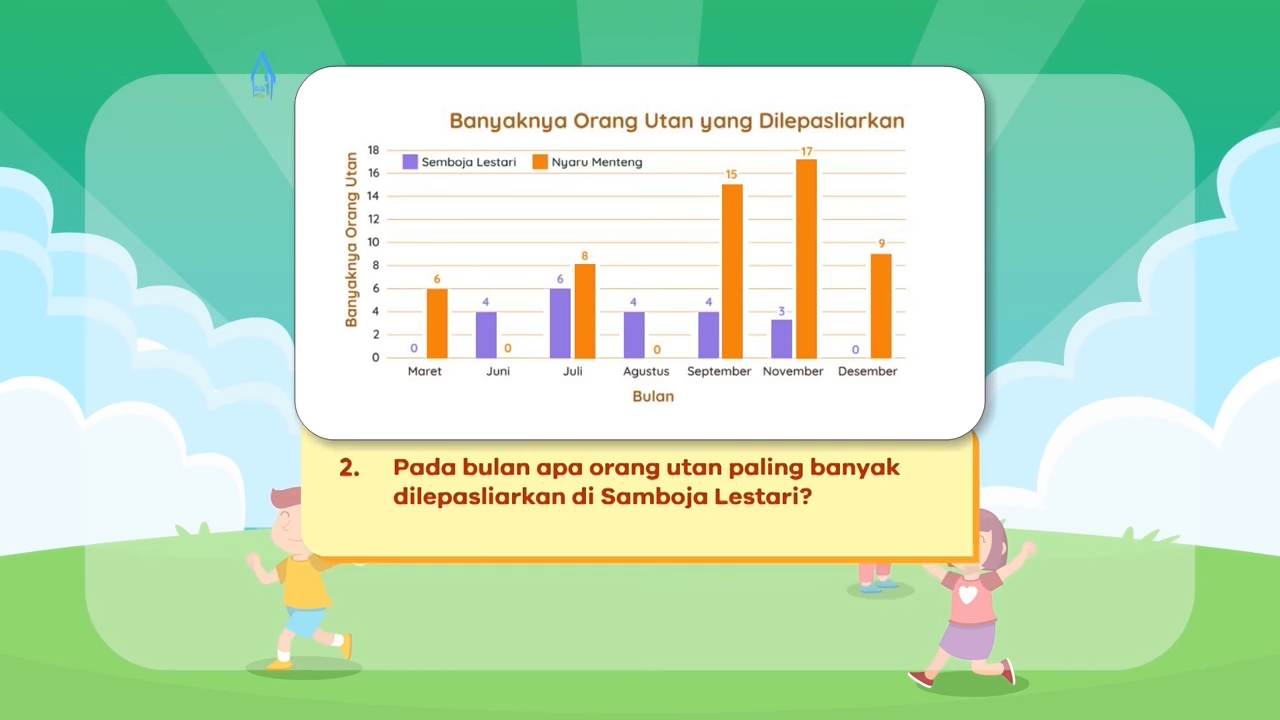 Banyaknya Orang Utan yang Dilepasliarkan
Semboja Lestari
Nyaru Menteng
Banyaknya Orang Utan
18
16
14
12
10
8
6
4
2
0
0 6
4 0
6 8
4 0
4 15
3 17
0 9
Maret Juni Juli Agustus September November Desember
Bulan
2. Pada bulan apa orang utan paling banyak
dilepasliarkan di Samboja Lestari?